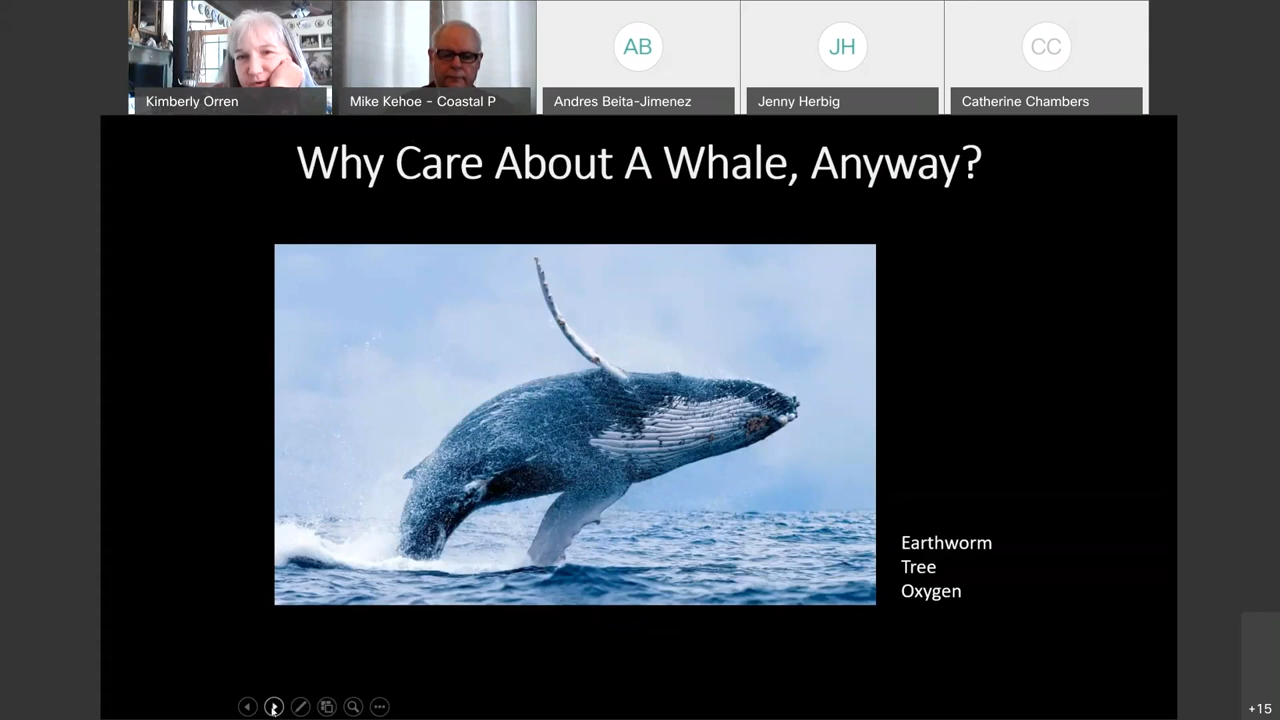 AB
JH
CC
Kimberly Orren
Mike Kehoe - Coastal P
Andres Beita-Jimenez
Jenny Herbig
Catherine Chambers
Why Care About A Whale, Anyway?
Earthworm
Tree
Oxygen
+15